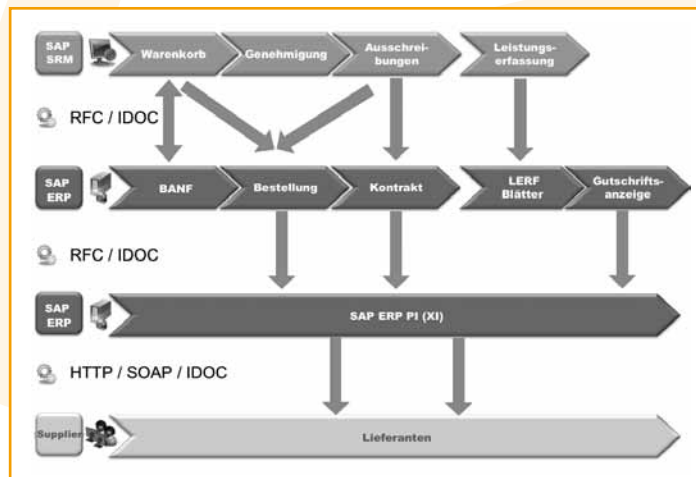 SAP
SRM
Warenkorb
Genehmigung
Ausschrei-
bungen
Leistungs-
erfassung
RFC / IDOC
SAP
ERP
BANF
Bestellung
Kontrakt
LERF
Blätter
Gutschrifts-
anzeige
RFC / IDOC
SAP
ERP
SAP ERP PI (XI)
HTTP / SOAP / IDOC
Supplier
Lieferanten